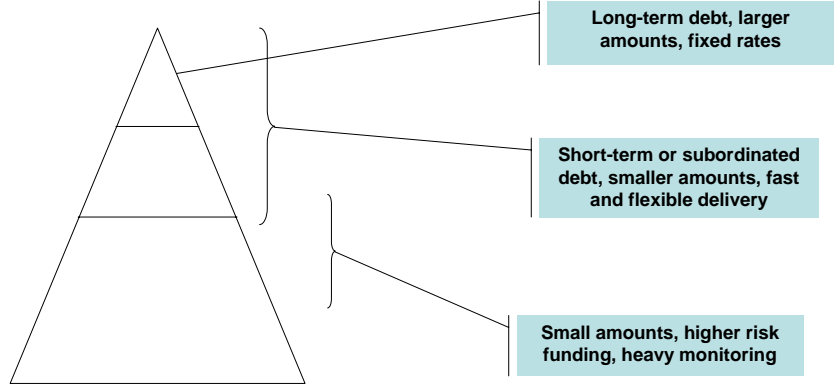 Long-term debt, larger
amounts, fixed rates
Short-term or subordinated
debt, smaller amounts, fast
and flexible delivery
Small amounts, higher risk
funding, heavy monitoring